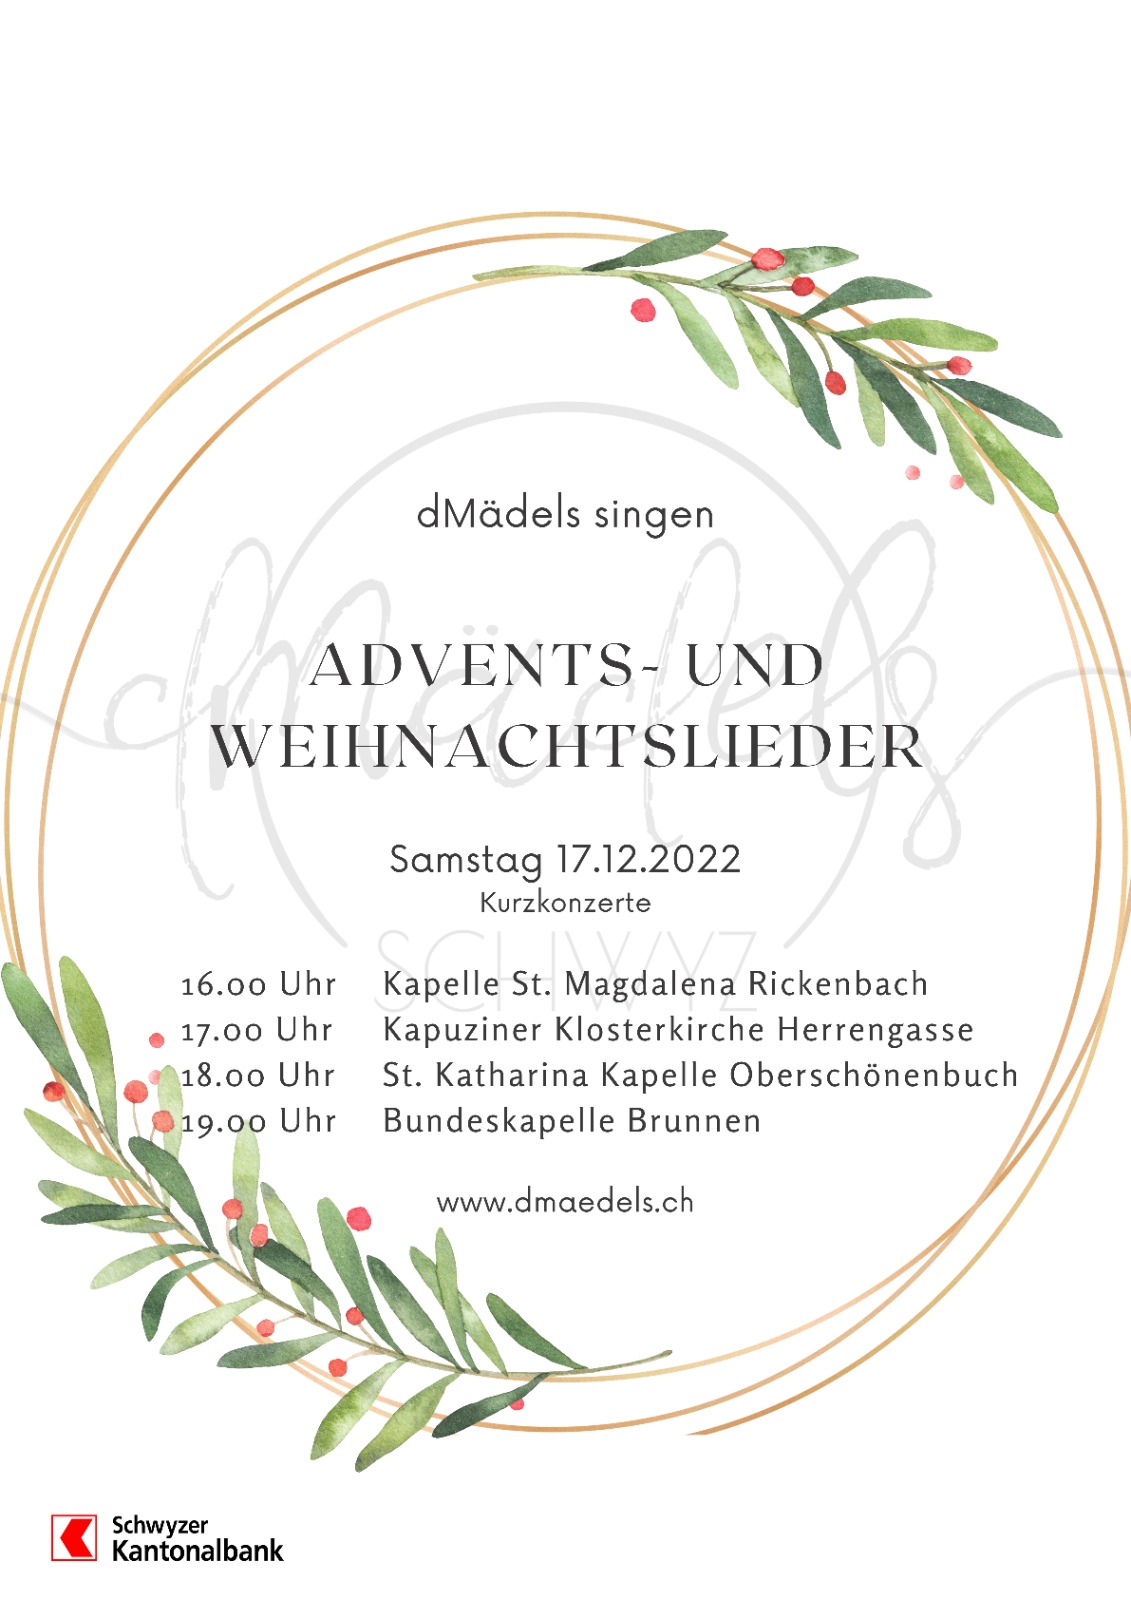 dMädels singen
dMädels
ADVENTS- UND
WEIHNACHTSLIEDER
Samstag 17.12.2022
Kurzkonzerte
SCHWYZ
16.00 Uhr Kapelle St. Magdalena Rickenbach
17.00 Uhr Kapuziner Klosterkirche Herrengasse
18.00 Uhr St. Katharina Kapelle Oberschönenbuch
19.00 Uhr Bundeskapelle Brunnen
www.dmaedels.ch
Schwyzer
Kantonalbank